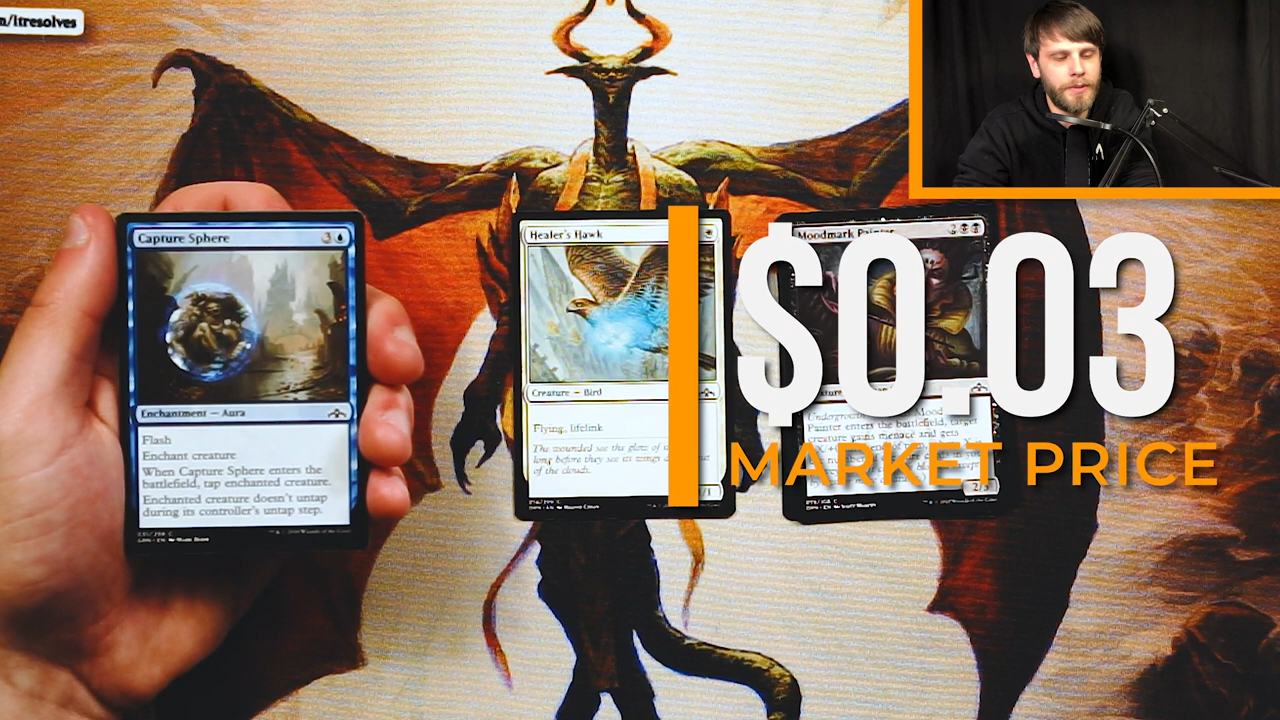 n/itresolves
Capture Sphere
3
Enchantment — Aura
Flash
Enchant creature
When Capture Sphere enters the
battlefield, tap enchanted creature.
Enchanted creature doesn't untap
during its controller's untap step.
Healer's Hawk
Creature — Bird
Flying, lifelink
The wounded see the glow of
long before they see its wings
of the clouds.
/1
Moodmark Painter
2
Undergrowth
Painter enters the battlefield, target
creature gains menace and gets
$0.03
MARKET PRICE